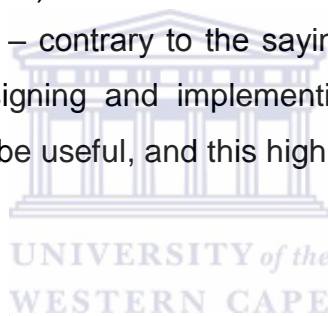 – contrary to the sayin
signing and implementi
be useful, and this high
UNIVERSITY of the
WESTERN CAPE